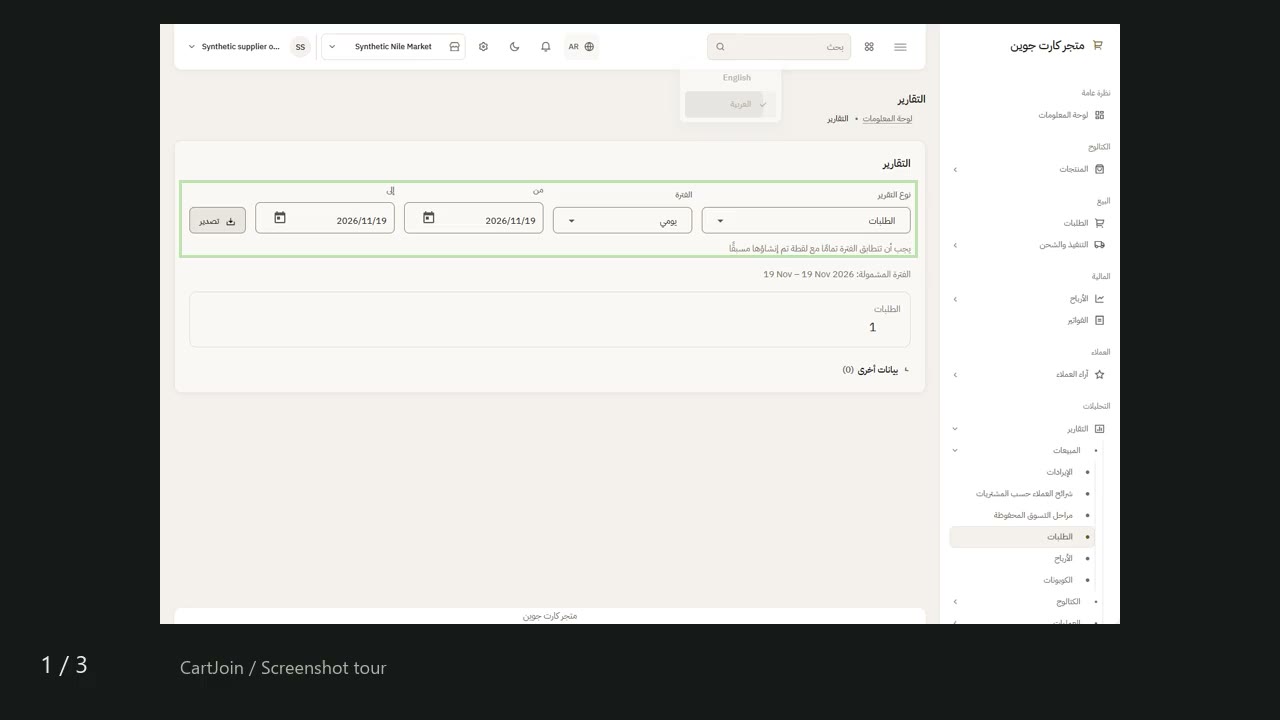 متجر كارت جوين
بحث
AR
Synthetic Nile Market
SS
Synthetic supplier o...
English
العربية
نظرة عامة
لوحة المعلومات
الكتالوج
المنتجات
البيع
الطلبات
التنفيذ والشحن
المالية
الأرباح
الفواتير
العملاء
آراء العملاء
التحليلات
التقارير
المبيعات
الإيرادات
شرائح العملاء حسب المشتريات
مراحل التسوق المحفوظة
الطلبات
الأرباح
الكوبونات
الكتالوج
العمليات
التقارير
لوحة المعلومات • التقارير
التقارير
نوع التقرير
الطلبات
الفترة
يومي
من
2026/11/19
إلى
2026/11/19
تصدير
يجب أن تتطابق الفترة تمامًا مع لقطة تم إنشاؤها مسبقًا
الفترة المشمولة: 19 Nov – 19 Nov 2026
الطلبات
1
بيانات أخرى (0)
متجر كارت جوين
1 / 3
CartJoin / Screenshot tour